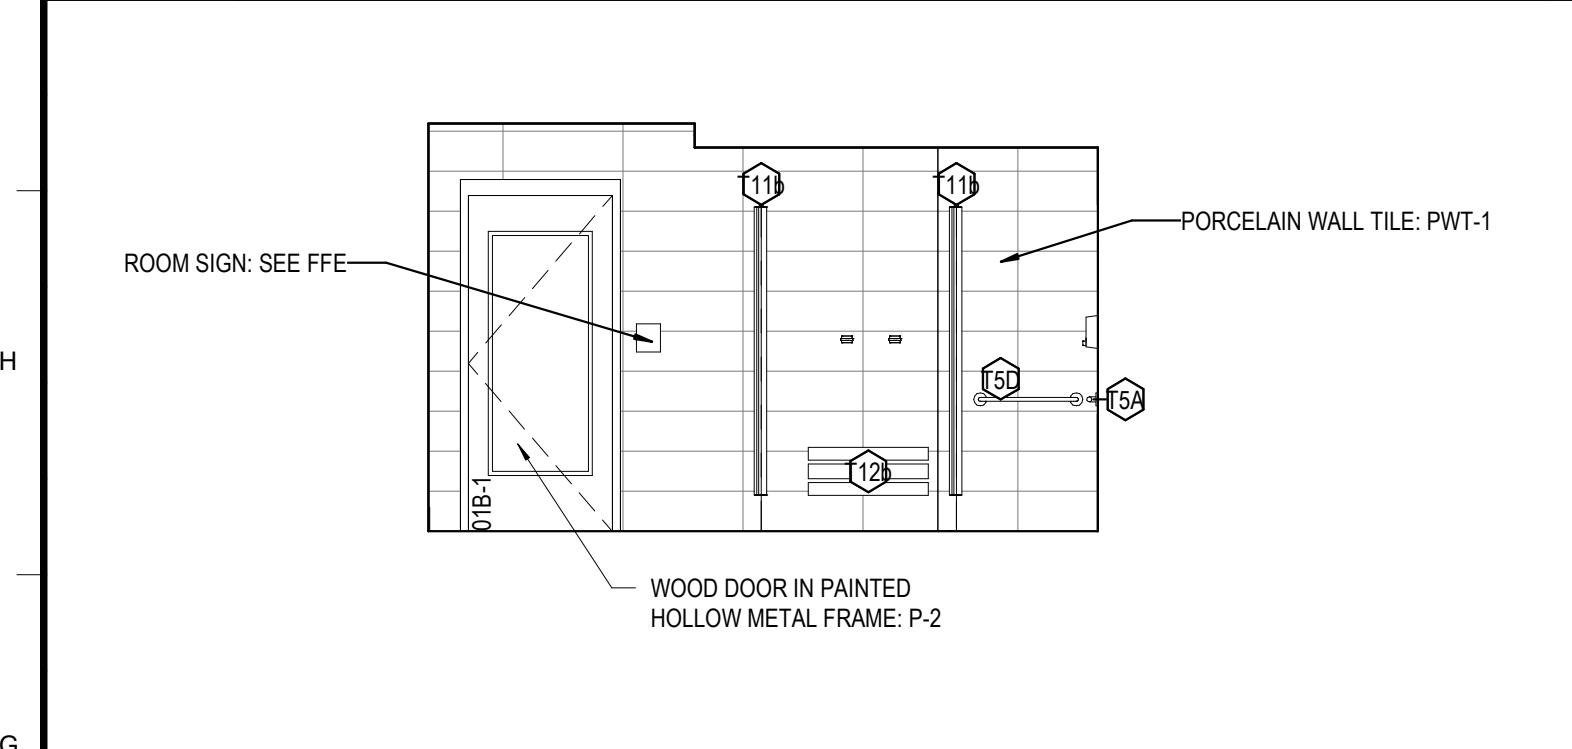 T11b
T11b
PORCELAIN WALL TILE: PWT-1
ROOM SIGN: SEE FFE
H
T5D
T5A
T12b
01B-1
WOOD DOOR IN PAINTED
HOLLOW METAL FRAME: P-2
G